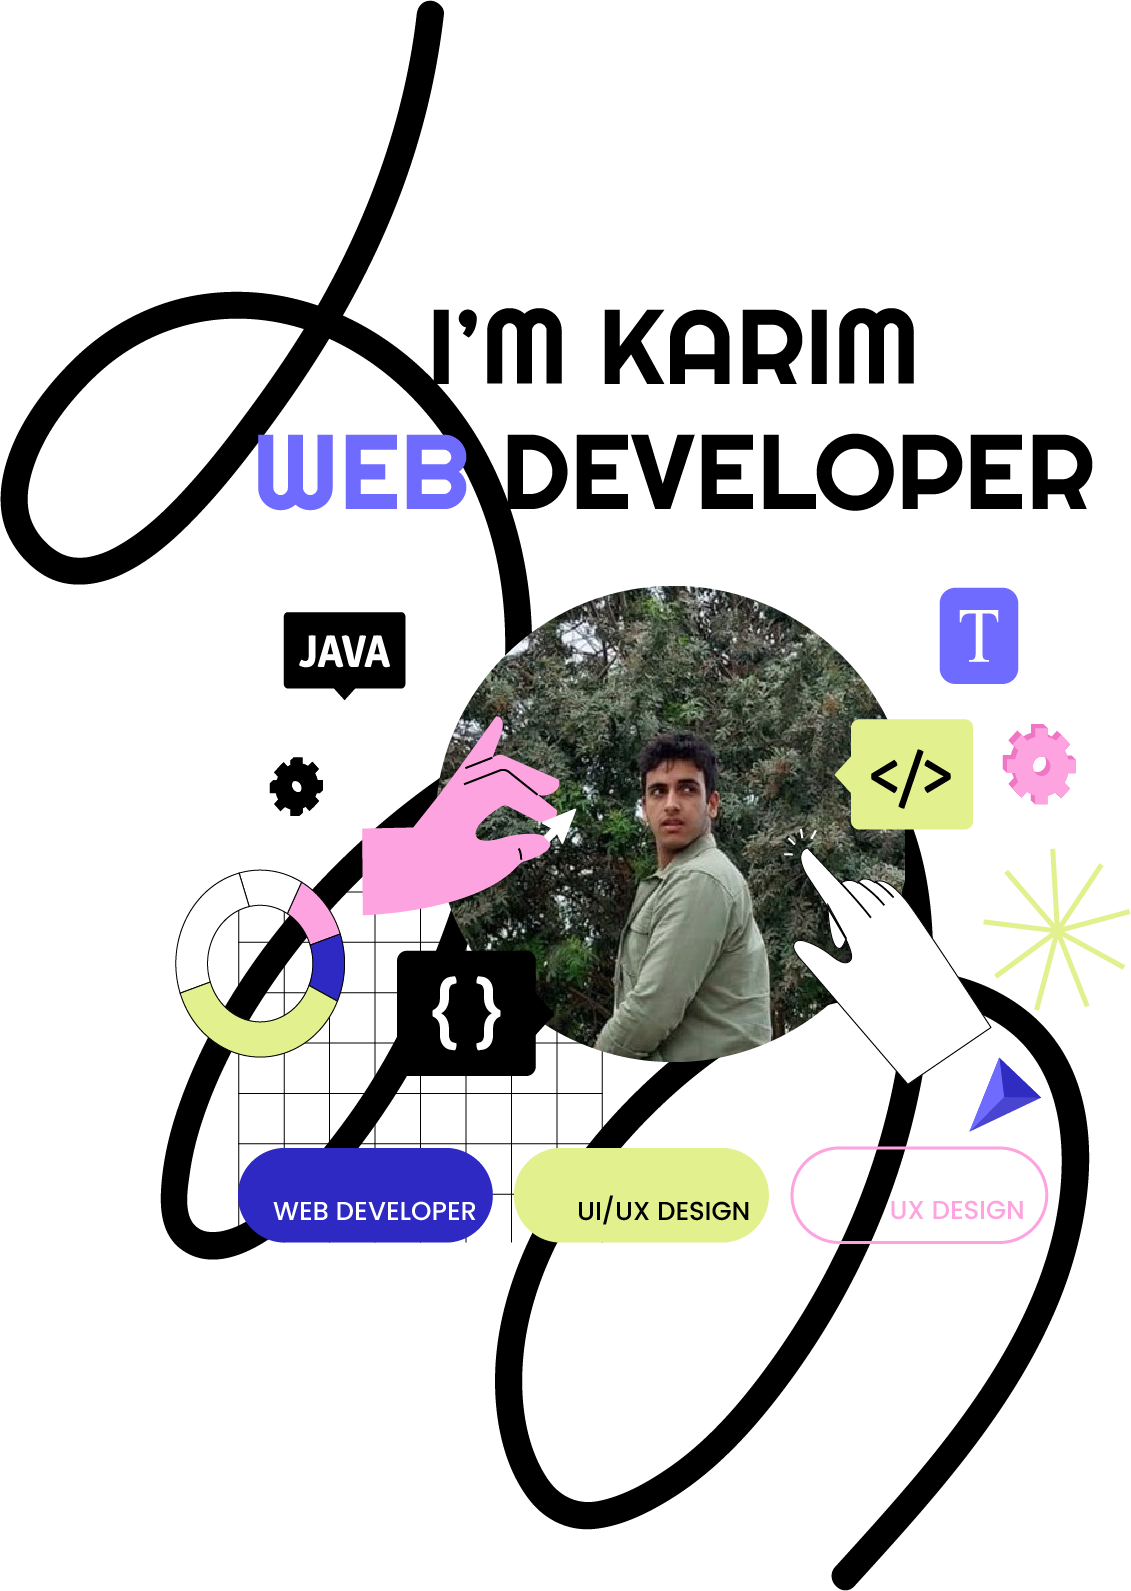 I’M KARIM
WEB DEVELOPER
JAVA
T
</>
{}
WEB DEVELOPER
UI/UX DESIGN
UX DESIGN